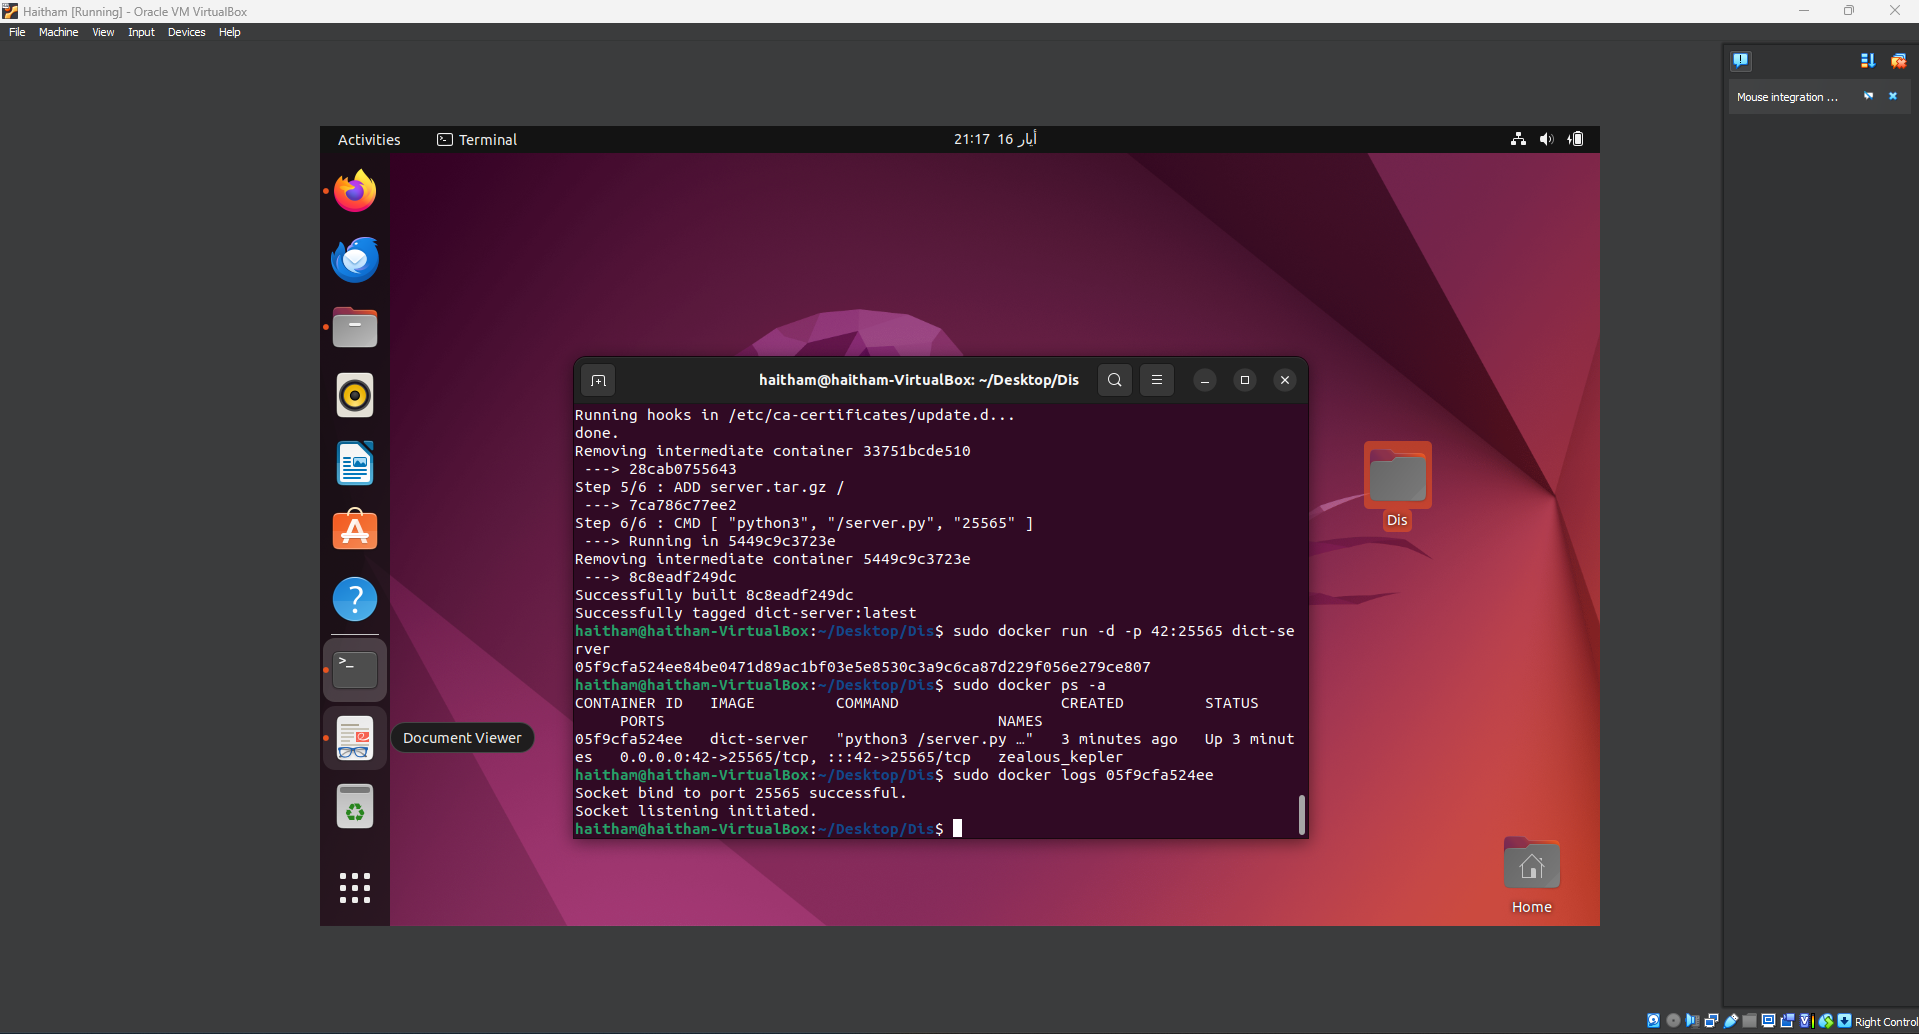 Haitham [Running] - Oracle VM VirtualBox
File Machine View Input Devices Help
Mouse integration ...
Activities
Terminal
21:17 16 أيار
haitham@haitham-VirtualBox: ~/Desktop/Dis
Running hooks in /etc/ca-certificates/update.d...
done.
Removing intermediate container 33751bcde510
 ---> 28cab0755643
Step 5/6 : ADD server.tar.gz /
 ---> 7ca786c77ee2
Step 6/6 : CMD [ "python3", "/server.py", "25565" ]
 ---> Running in 5449c9c3723e
Removing intermediate container 5449c9c3723e
 ---> 8c8eadf249dc
Successfully built 8c8eadf249dc
Successfully tagged dict-server:latest
haitham@haitham-VirtualBox:~/Desktop/Dis$ sudo docker run -d -p 42:25565 dict-se
rver
05f9cfa524ee84be0471d89ac1bf03e5e8530c3a9c6ca87d229f056e279ce807
haitham@haitham-VirtualBox:~/Desktop/Dis$ sudo docker ps -a
CONTAINER ID   IMAGE         COMMAND                  CREATED         STATUS
     PORTS                                     NAMES
05f9cfa524ee   dict-server   "python3 /server.py …"   3 minutes ago   Up 3 minut
es   0.0.0.0:42->25565/tcp, :::42->25565/tcp   zealous_kepler
haitham@haitham-VirtualBox:~/Desktop/Dis$ sudo docker logs 05f9cfa524ee
Socket bind to port 25565 successful.
Socket listening initiated.
haitham@haitham-VirtualBox:~/Desktop/Dis$
Dis
Document Viewer
Home
Right Control